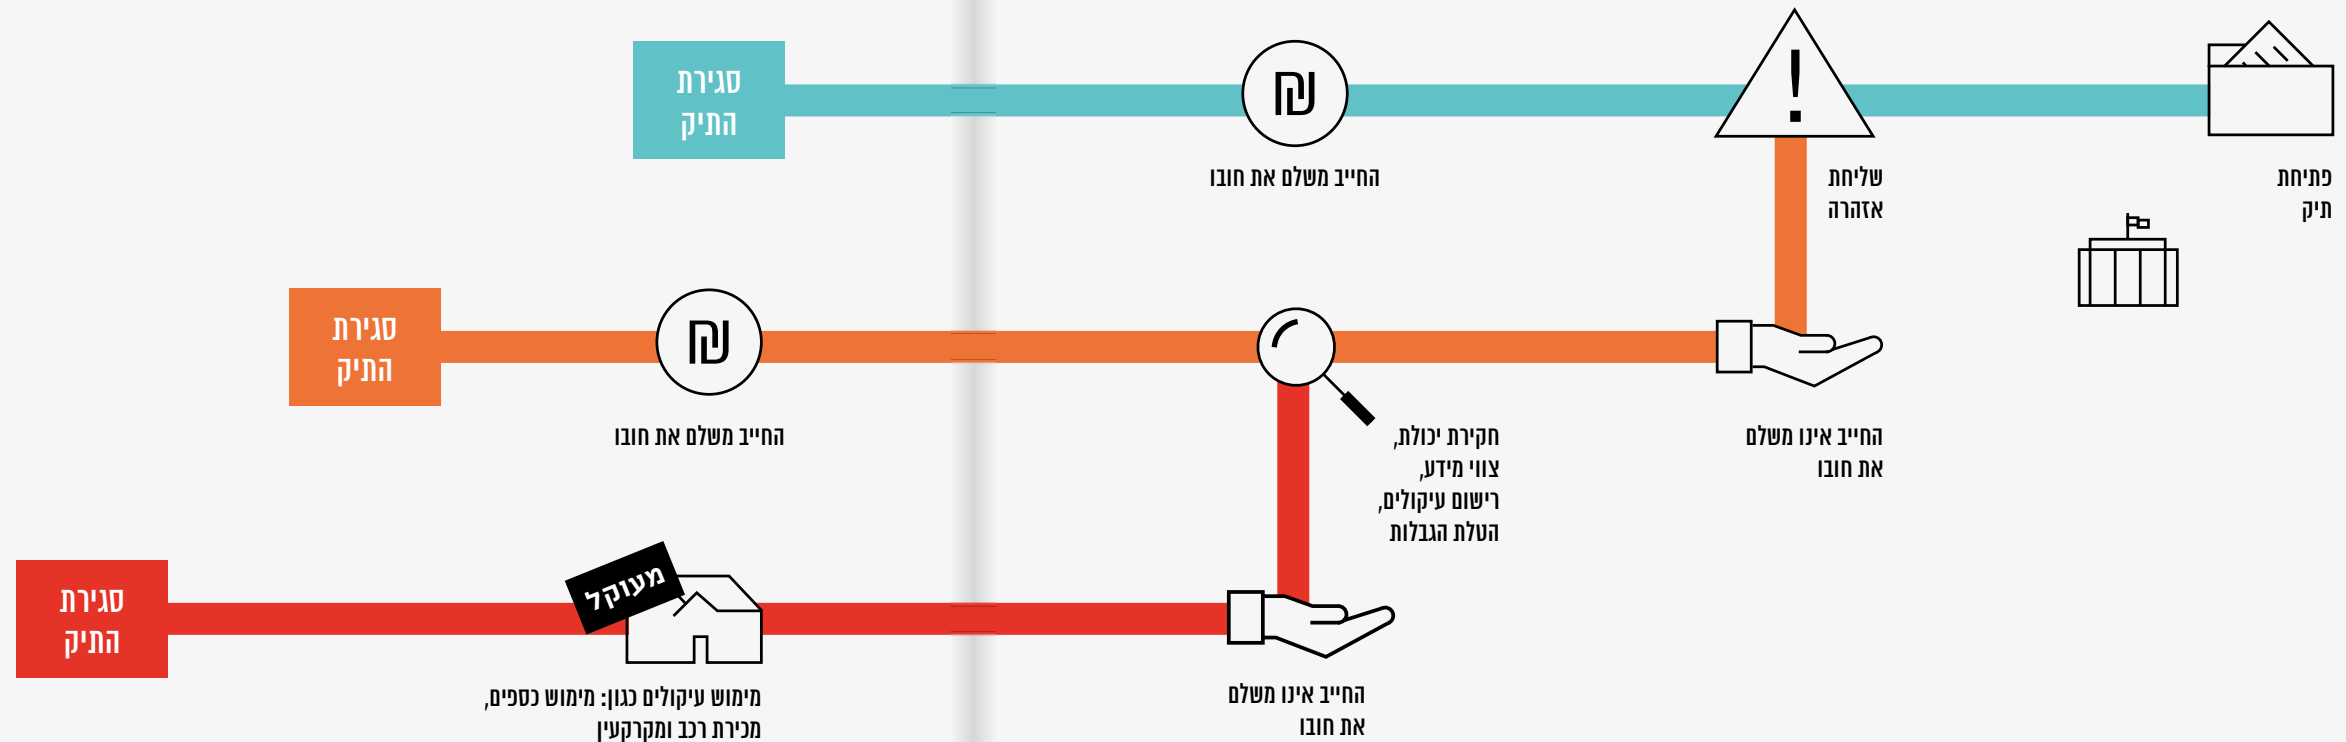 פתיחת
תיק
שליחת
אזהרה
!
₪
החייב משלם את חובו
סגירת
התיק
החייב אינו משלם
את חובו
חקירת יכולת,
צווי מידע,
רישום עיקולים,
הטלת הגבלות
₪
החייב משלם את חובו
סגירת
התיק
החייב אינו משלם
את חובו
מעוקל
מימוש עיקולים כגון: מימוש כספים,
מכירת רכב ומקרקעין
סגירת
התיק